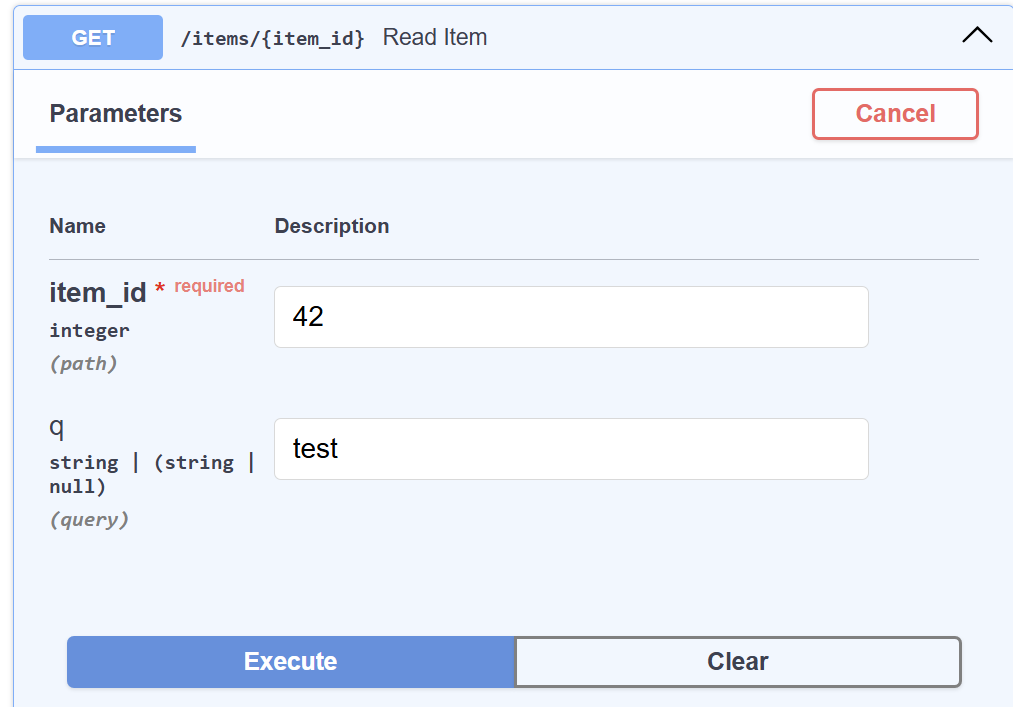 GET /items/{item_id} Read Item
Parameters
Cancel
Name Description
item_id * required
integer
(path)
42
q
string | (string |
null)
(query)
test
Execute
Clear